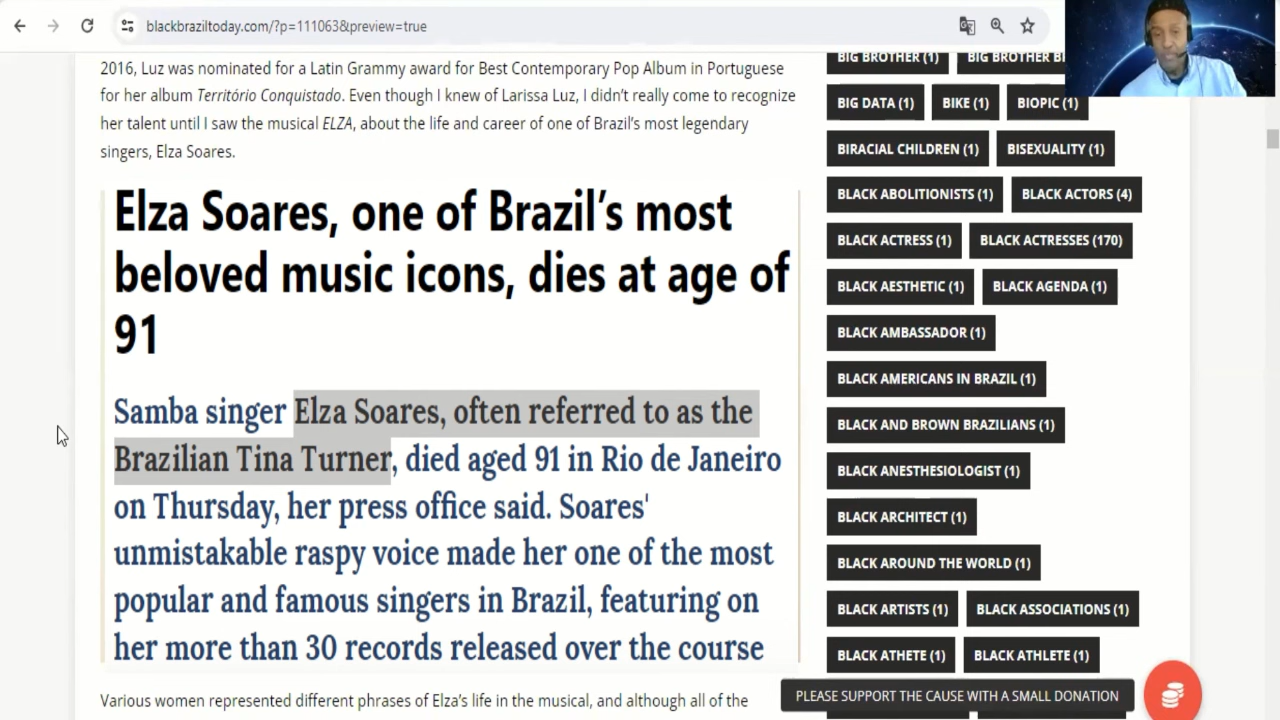 blackbraziltoday.com/?p=111063&preview=true
2016, Luz was nominated for a Latin Grammy award for Best Contemporary Pop Album in Portuguese
for her album Território Conquistado. Even though I knew of Larissa Luz, I didn't really come to recognize
her talent until I saw the musical ELZA, about the life and career of one of Brazil's most legendary
singers, Elza Soares.
Elza Soares, one of Brazil's most
beloved music icons, dies at age of
91
Samba singer Elza Soares, often referred to as the
Brazilian Tina Turner, died aged 91 in Rio de Janeiro
on Thursday, her press office said. Soares'
unmistakable raspy voice made her one of the most
popular and famous singers in Brazil, featuring on
her more than 30 records released over the course
Various women represented different phrases of Elza's life in the musical, and although all of the
BIG BROTHER (1) BIG BROTHER
BIG DATA (1) BIKE (1) BIOPIC (1)
BIRACIAL CHILDREN (1) BISEXUALITY (1)
BLACK ABOLITIONISTS (1) BLACK ACTORS (4)
BLACK ACTRESS (1) BLACK ACTRESSES (170)
BLACK AESTHETIC (1) BLACK AGENDA (1)
BLACK AMBASSADOR (1)
BLACK AMERICANS IN BRAZIL (1)
BLACK AND BROWN BRAZILIANS (1)
BLACK ANESTHESIOLOGIST (1)
BLACK ARCHITECT (1)
BLACK AROUND THE WORLD (1)
BLACK ARTISTS (1) BLACK ASSOCIATIONS (1)
BLACK ATHETE (1) BLACK ATHLETE (1)
PLEASE SUPPORT THE CAUSE WITH A SMALL DONATION